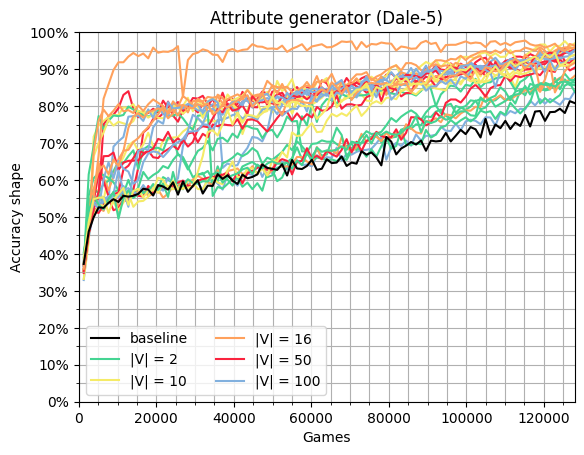 Attribute generator (Dale-5)
Accuracy shape
100%
90%
80%
70%
60%
50%
40%
30%
20%
10%
0%
baseline
|V| = 2
|V| = 10
|V| = 16
|V| = 50
|V| = 100
0 20000 40000 60000 80000 100000 120000
Games